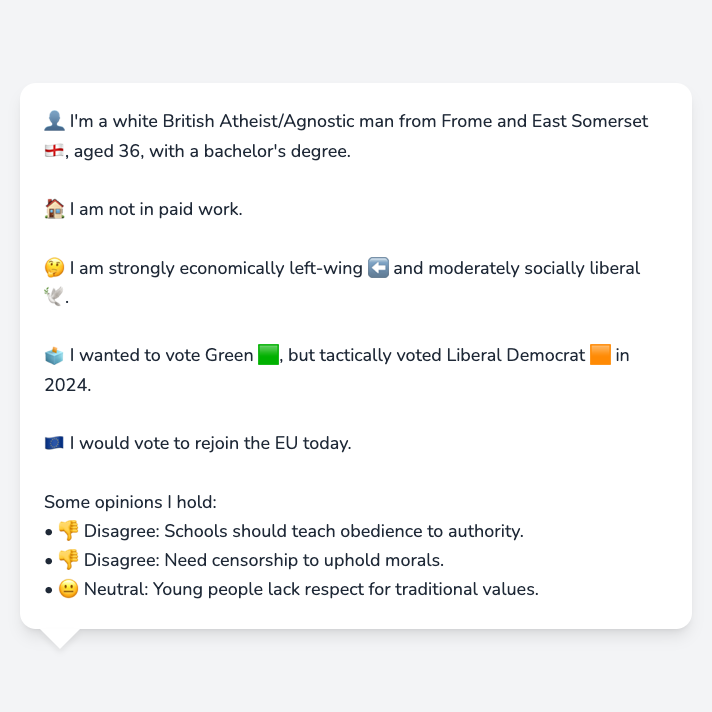 👤 I'm a white British Atheist/Agnostic man from Frome and East Somerset
🏴󠁧󠁢󠁥󠁮󠁧󠁿, aged 36, with a bachelor's degree.
🏠 I am not in paid work.
🤔 I am strongly economically left-wing ⬅️ and moderately socially liberal
🕊️.
🗳️ I wanted to vote Green 🟩, but tactically voted Liberal Democrat 🟧 in
2024.
🇪🇺 I would vote to rejoin the EU today.
Some opinions I hold:
• 👎 Disagree: Schools should teach obedience to authority.
• 👎 Disagree: Need censorship to uphold morals.
• 😐 Neutral: Young people lack respect for traditional values.